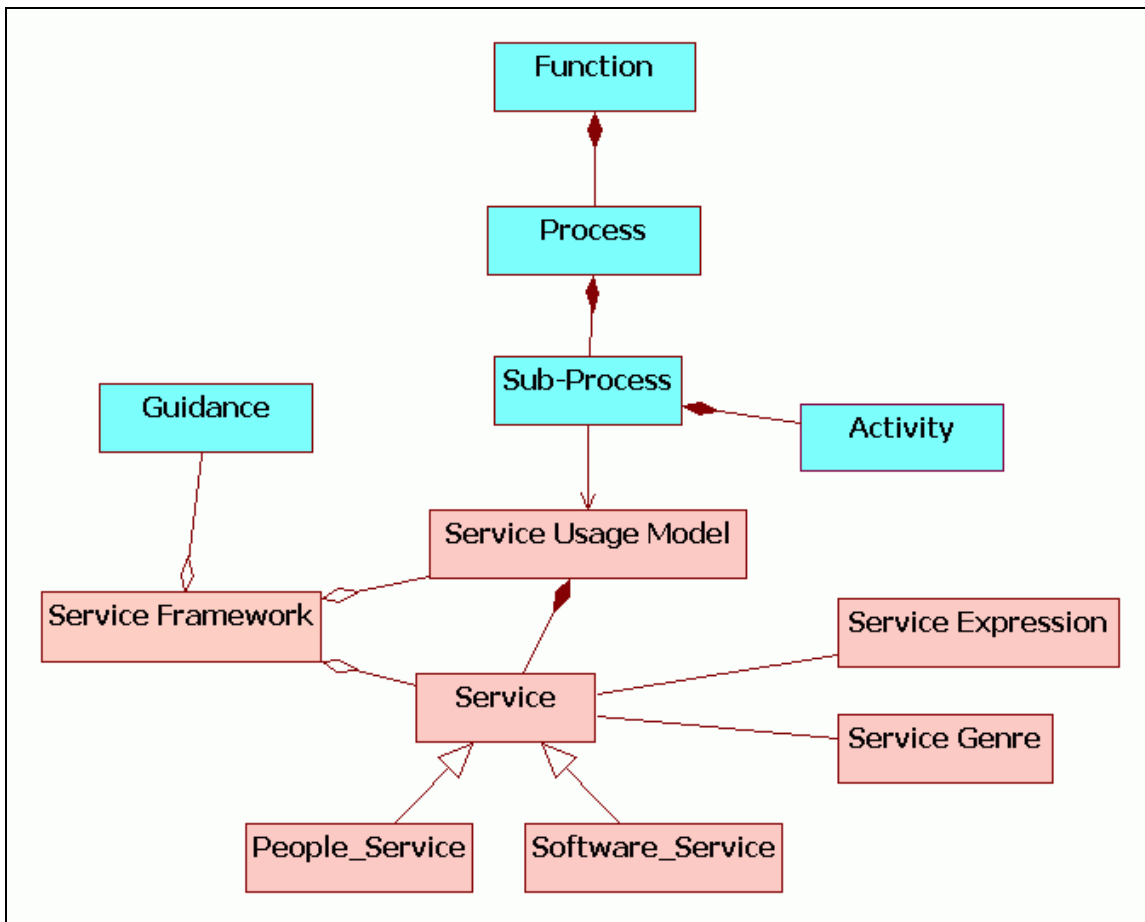 Function
Process
Sub-Process
Guidance
Activity
Service Usage Model
Service Framework
Service Expression
Service
Service Genre
People_Service
Software_Service